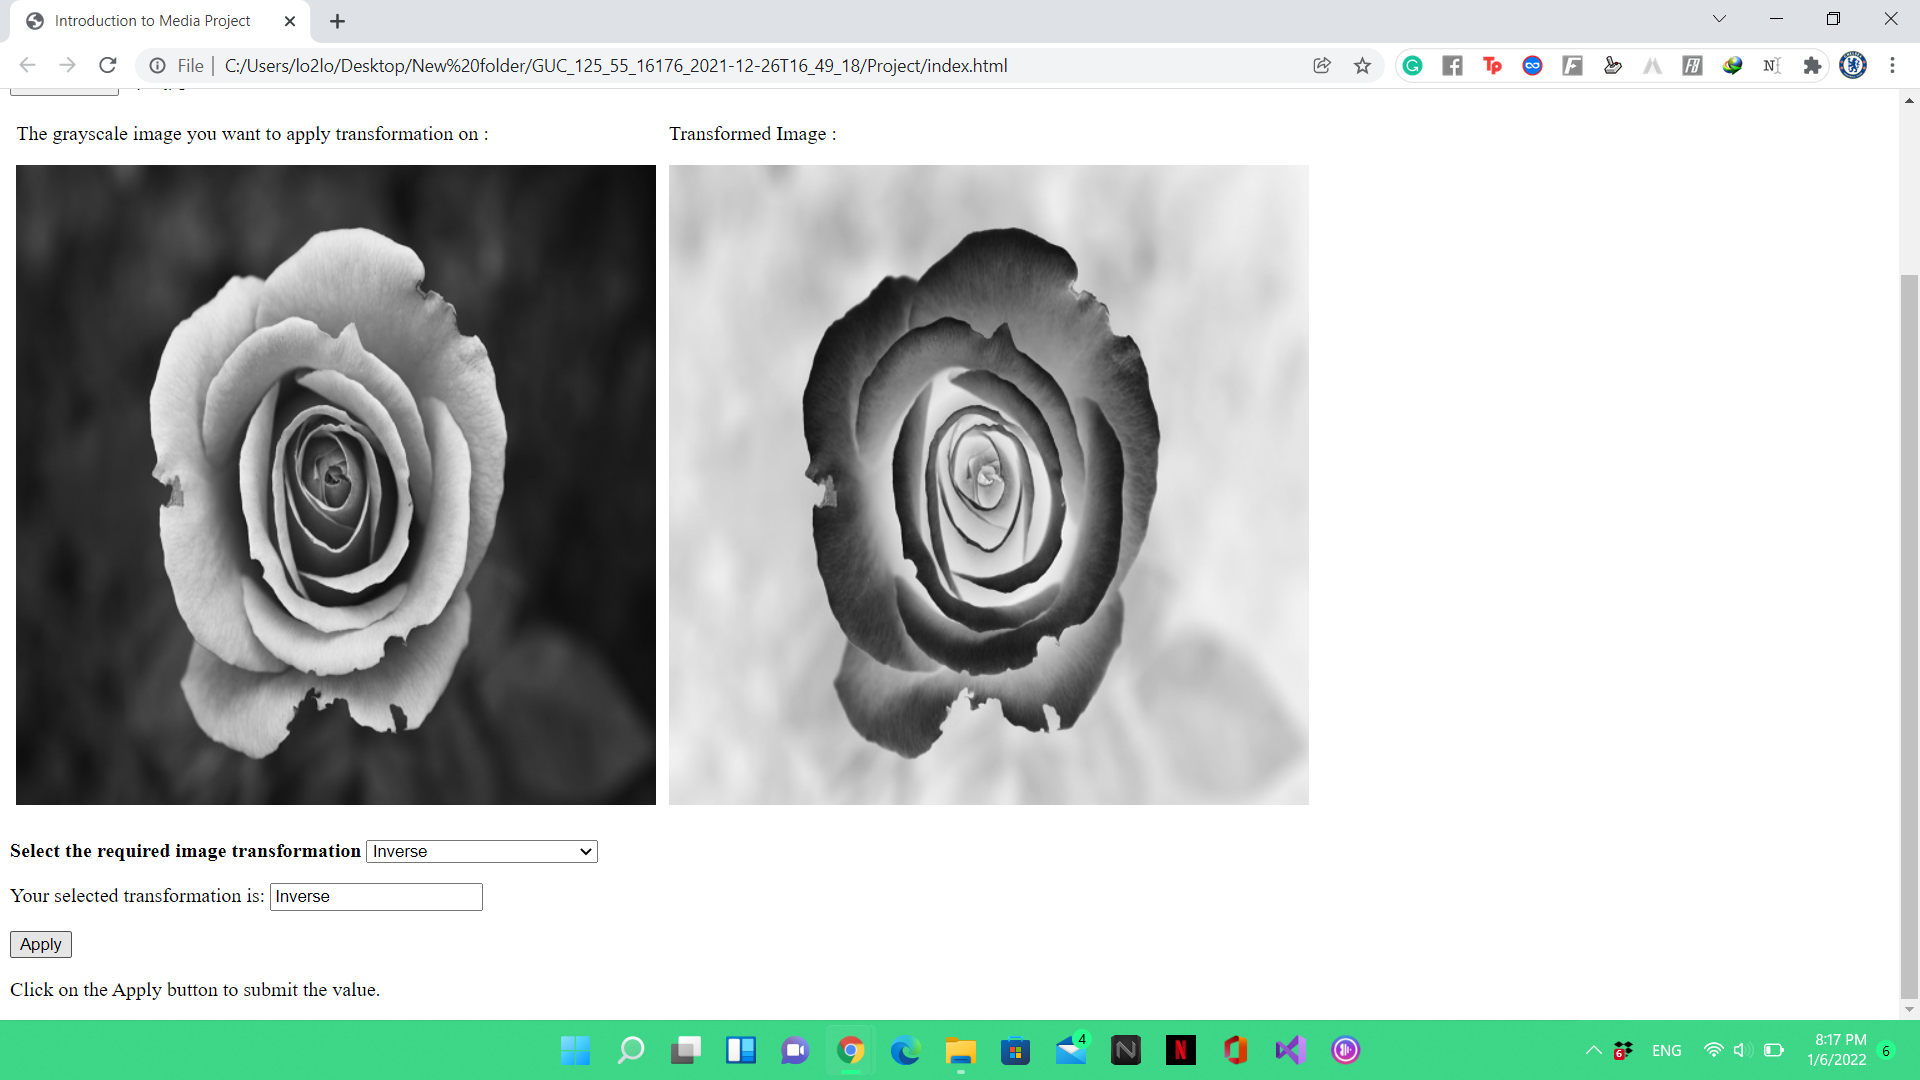 Introduction to Media Project
File
C:/Users/lo2lo/Desktop/New%20folder/GUC_125_55_16176_2021-12-26T16_49_18/Project/index.html
The grayscale image you want to apply transformation on :
Transformed Image :
Select the required image transformation Inverse
Your selected transformation is: Inverse
Apply
Click on the Apply button to submit the value.
4
6
ENG
8:17 PM
1/6/2022
6